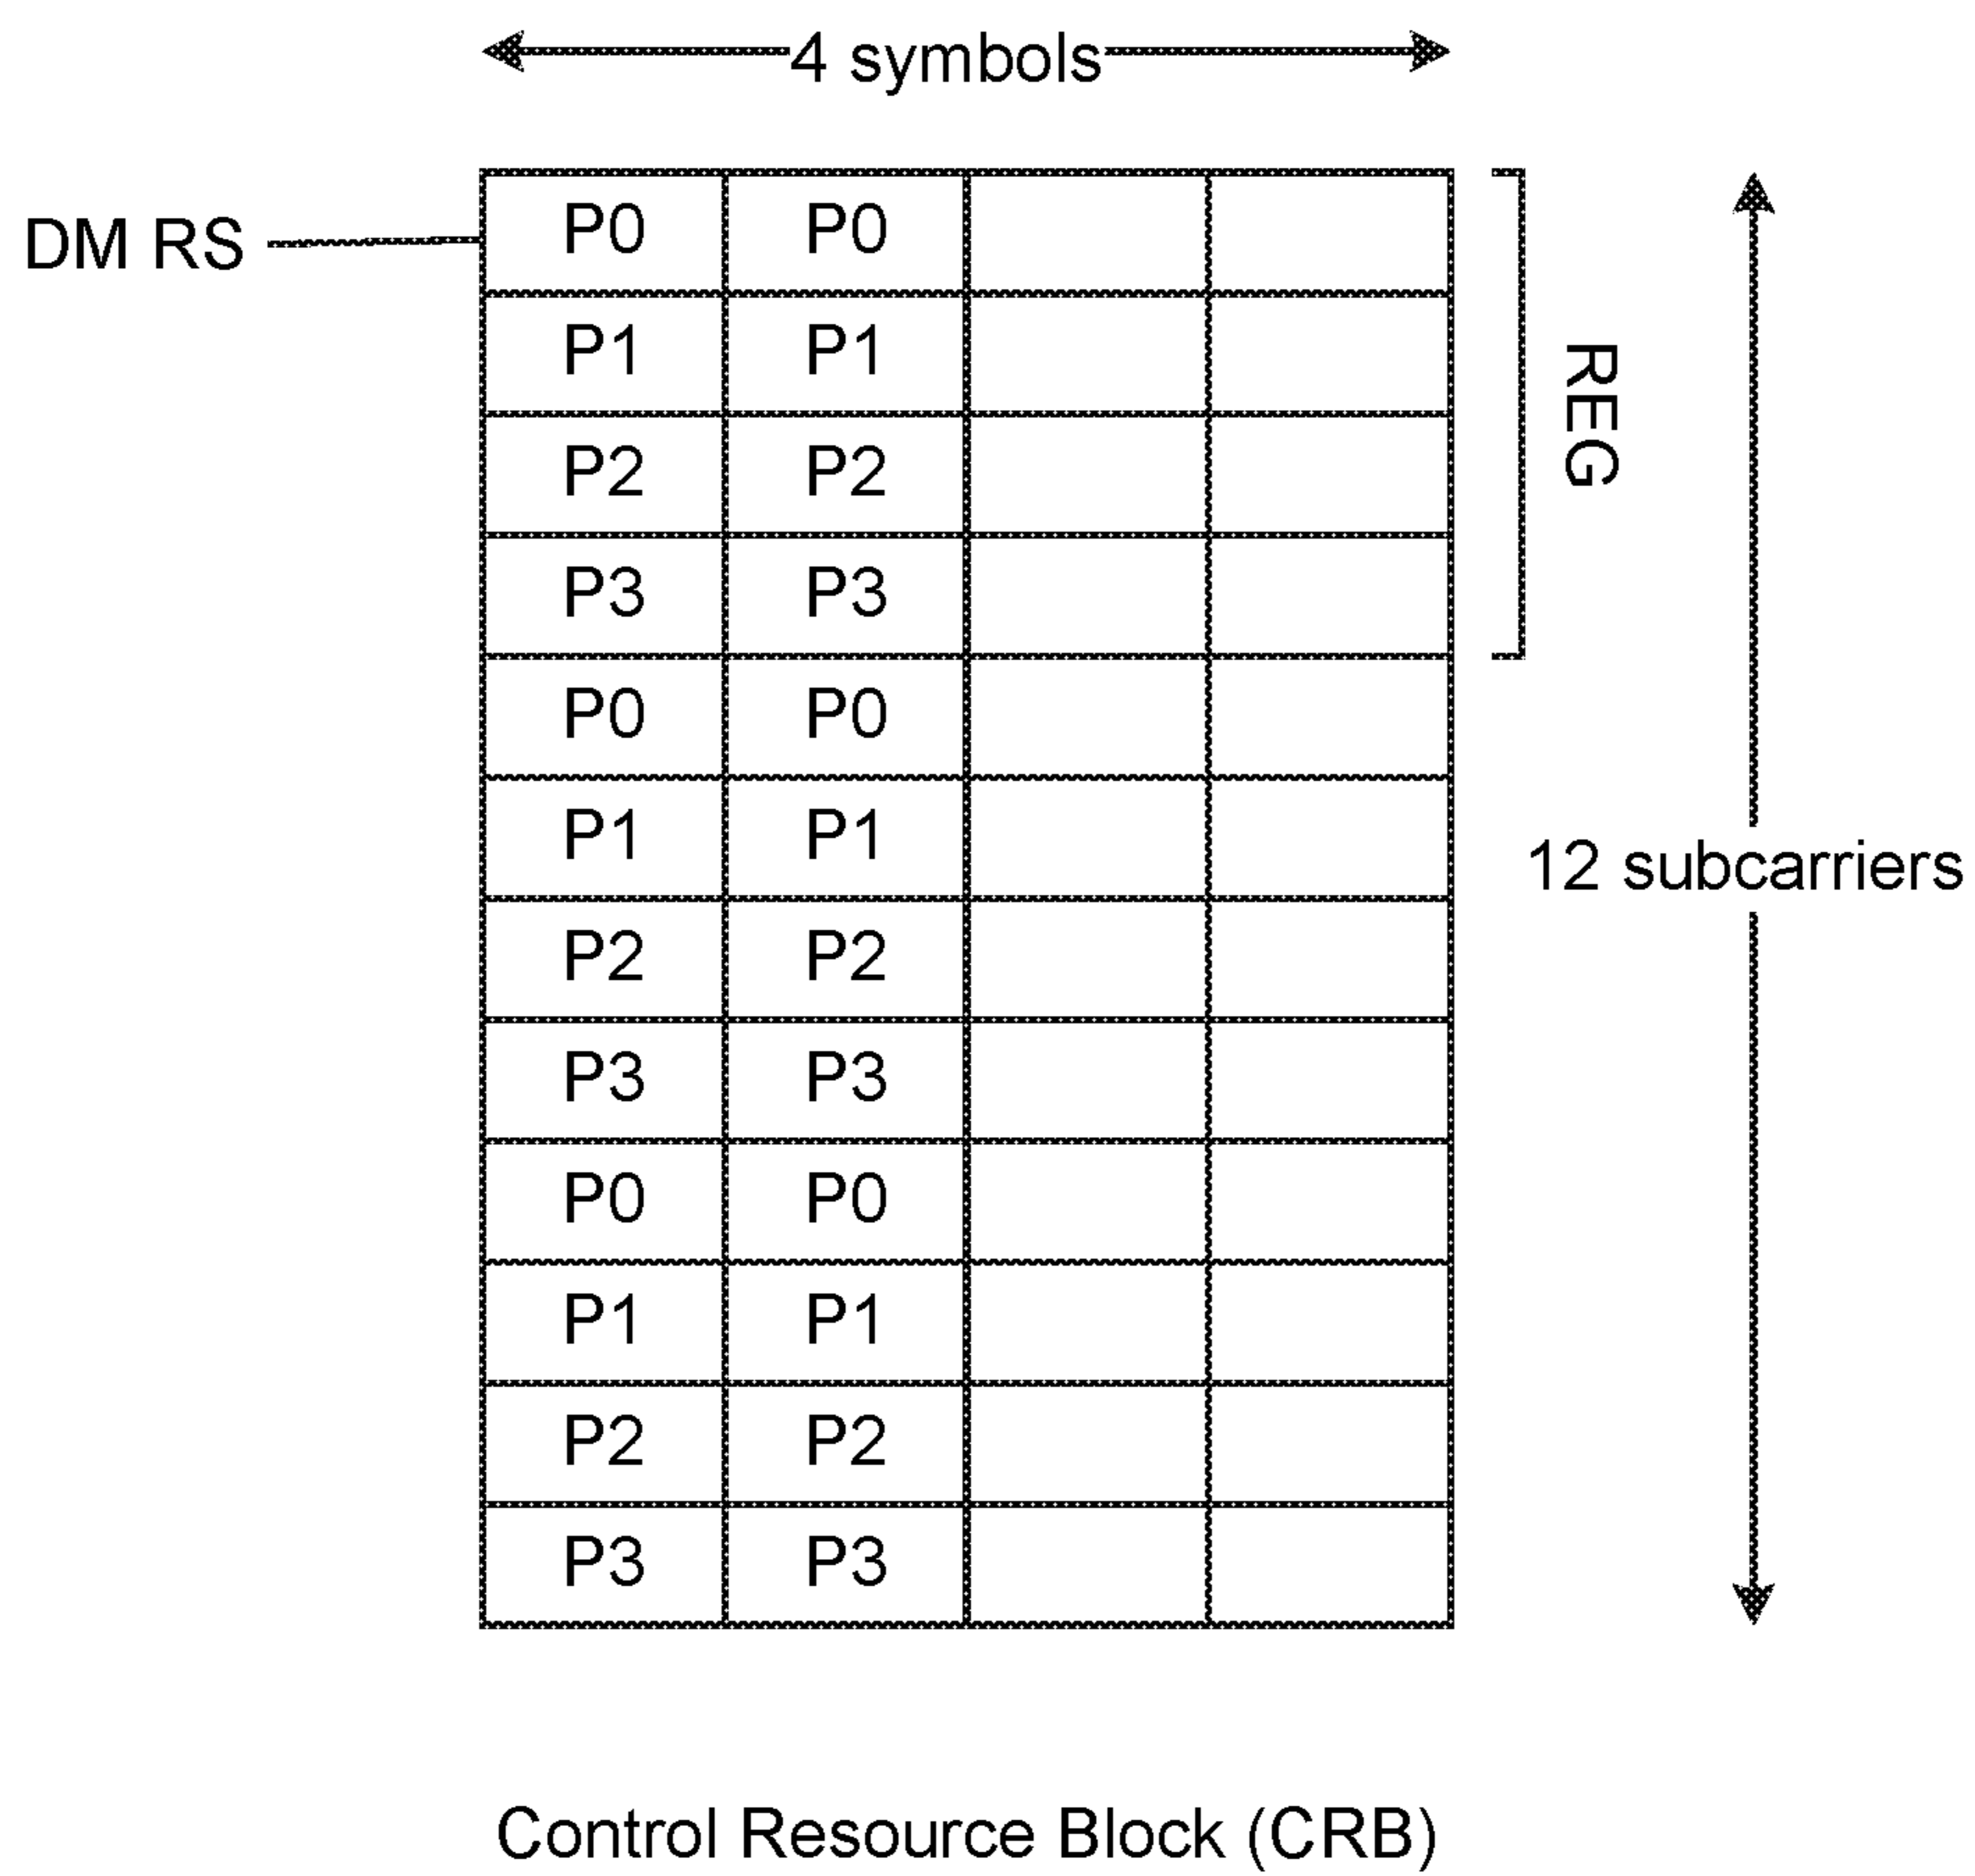 4 symbols
DM RS
P0 P0
P1 P1
P2 P2
P3 P3
REG
P0 P0
P1 P1
12 subcarriers
P2 P2
P3 P3
P0 P0
P1 P1
P2 P2
P3 P3
Control Resource Block (CRB)